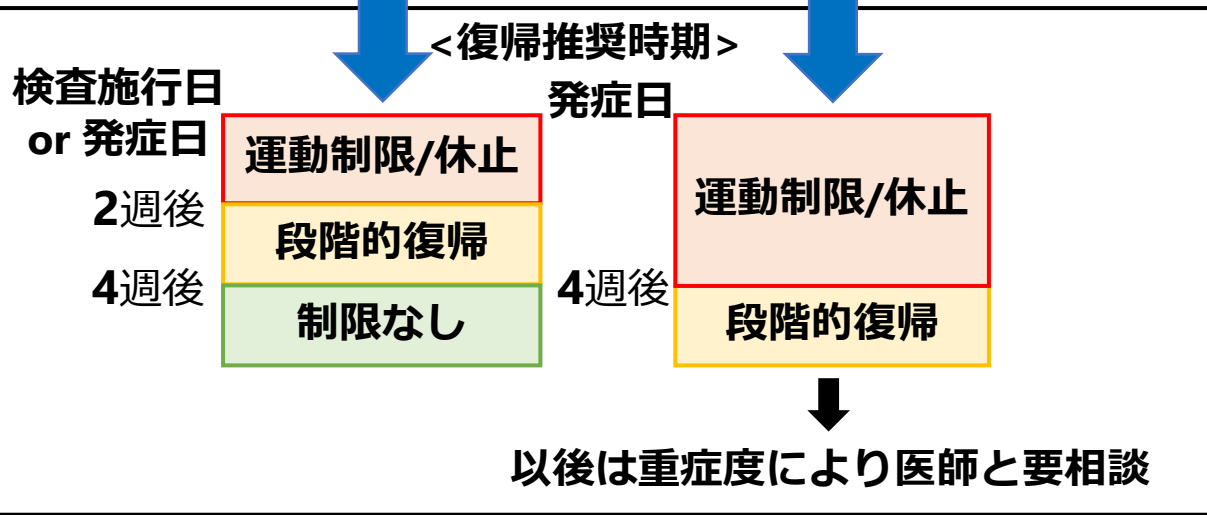 <復帰推奨時期>
検査施行日
or 発症日
運動制限/休止
2週後
段階的復帰
4週後
制限なし
発症日
運動制限/休止
4週後
段階的復帰
以後は重症度により医師と要相談